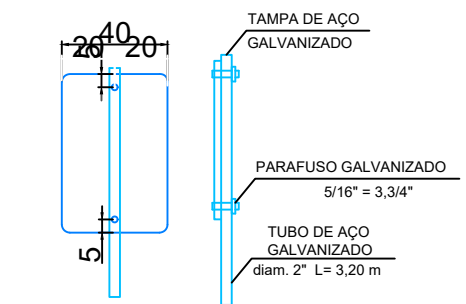 40
20 20
5
5
TAMPA DE AÇO
GALVANIZADO
PARAFUSO GALVANIZADO
5/16" = 3,3/4"
TUBO DE AÇO
GALVANIZADO
diam. 2" L= 3,20 m